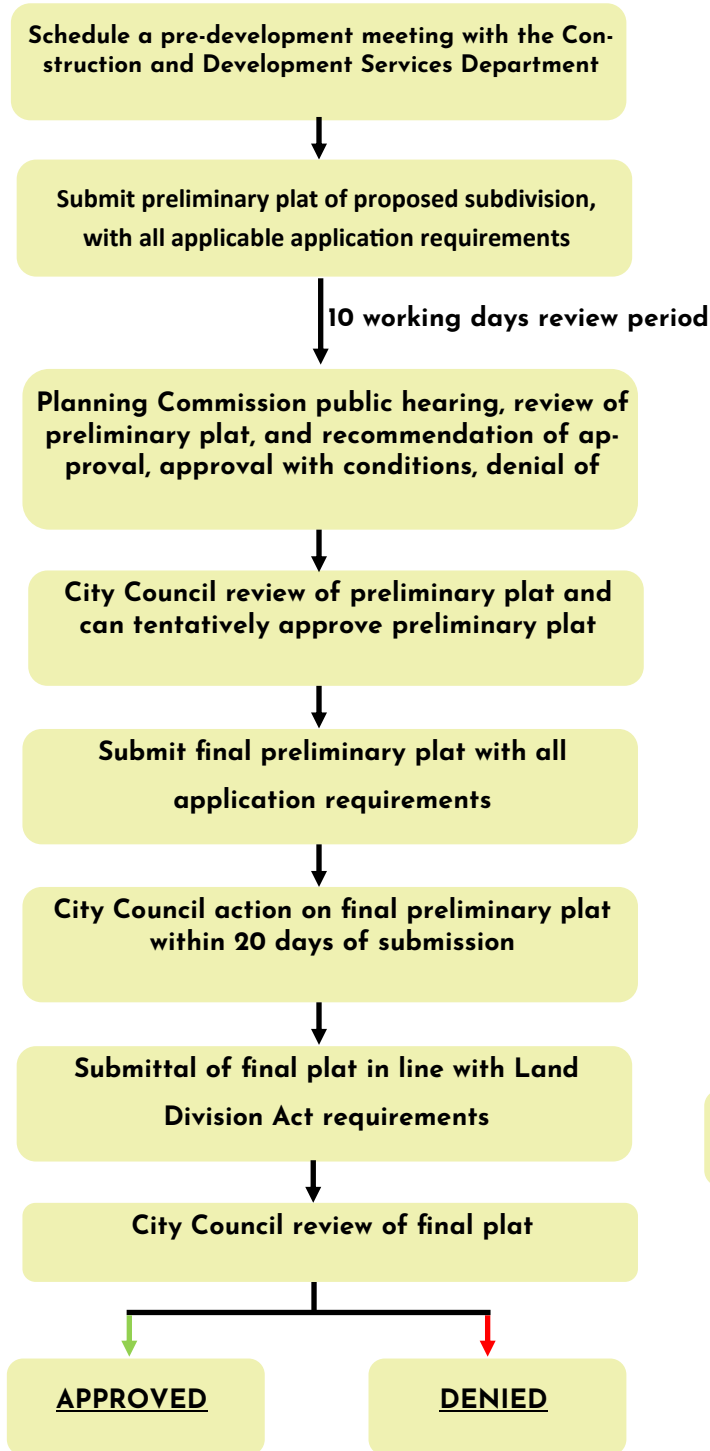 Schedule a pre-development meeting with the Con-
struction and Development Services Department
Submit preliminary plat of proposed subdivision,
with all applicable application requirements
10 working days review period
Planning Commission public hearing, review of
preliminary plat, and recommendation of ap-
proval, approval with conditions, denial of
City Council review of preliminary plat and
can tentatively approve preliminary plat
Submit final preliminary plat with all
application requirements
City Council action on final preliminary plat
within 20 days of submission
Submittal of final plat in line with Land
Division Act requirements
City Council review of final plat
APPROVED
DENIED